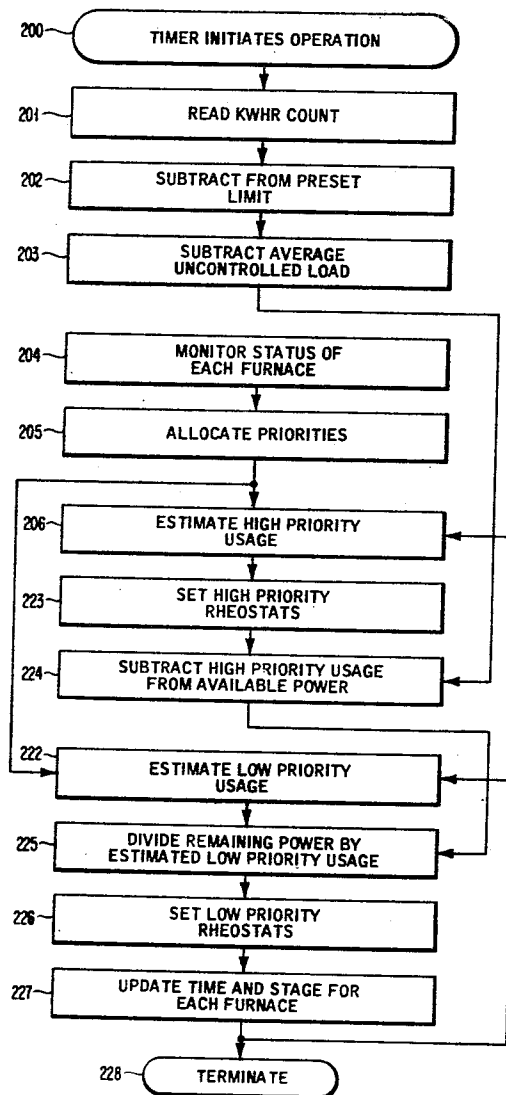 200
TIMER INITIATES OPERATION
201
READ KWHR COUNT
202
SUBTRACT FROM PRESET
LIMIT
203
SUBTRACT AVERAGE
UNCONTROLLED LOAD
204
MONITOR STATUS OF
EACH FURNACE
205
ALLOCATE PRIORITIES
206
ESTIMATE HIGH PRIORITY
USAGE
223
SET HIGH PRIORITY
RHEOSTATS
224
SUBTRACT HIGH PRIORITY USAGE
FROM AVAILABLE POWER
222
ESTIMATE LOW PRIORITY
USAGE
225
DIVIDE REMAINING POWER BY
ESTIMATED LOW PRIORITY USAGE
226
SET LOW PRIORITY
RHEOSTATS
227
UPDATE TIME AND STAGE FOR
EACH FURNACE
228
TERMINATE